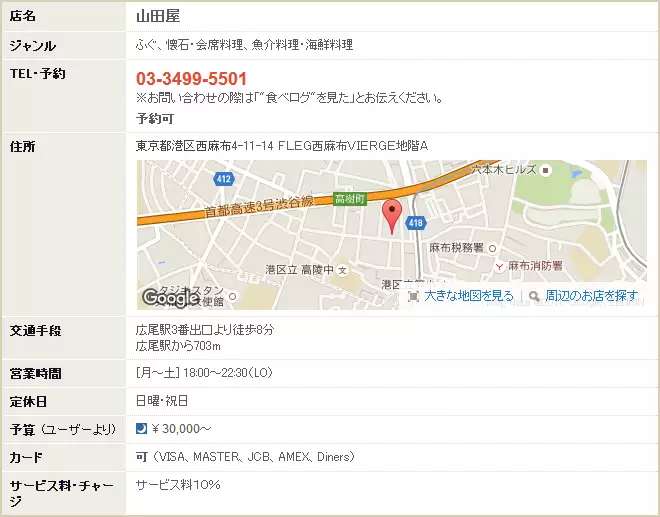 店名
山田屋
ジャンル
ふぐ、懐石・会席料理、魚介料理・海鮮料理
TEL・予約
03-3499-5501
※お問い合わせの際は「"食べログ"を見た」とお伝えください。
予約可
住所
東京都港区西麻布4-11-14 FLEG西麻布VIERGE地階A
六本木ヒルズ
412
首都高速3号渋谷線
高樹町
418
麻布税務署
港区立 高陵中
麻布消防署
タジキスタン
港区
Google
大きな地図を見る
周辺のお店を探す
交通手段
広尾駅3番出口より徒歩8分
広尾駅から703m
営業時間
[月～土] 18:00～22:30(LO)
定休日
日曜・祝日
予算 (ユーザーより)
¥30,000～
カード
可 (VISA、MASTER、JCB、AMEX、Diners)
サービス料・チャー
ジ
サービス料10%